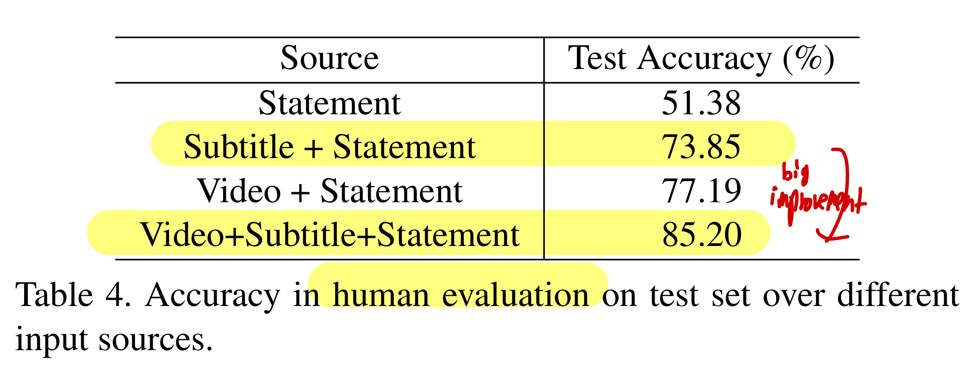 Source Test Accuracy (%)
Statement 51.38
Subtitle + Statement 73.85
Video + Statement 77.19
Video+Subtitle+Statement 85.20
big
improvement
Table 4. Accuracy in human evaluation on test set over different
input sources.